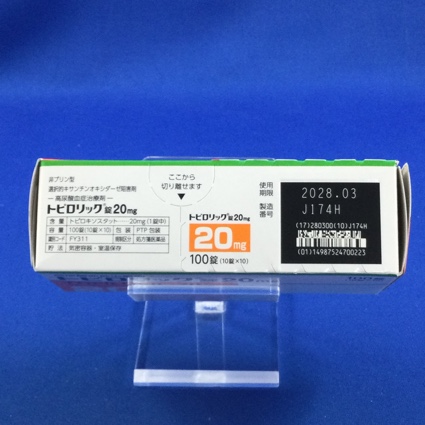 非プリン型
選択的キサンチンオキシダーゼ阻害剤
―高尿酸血症治療剤―
トピロリック錠20mg
含 量 トピロキソスタット……20mg(1錠中)
容 量 100錠(10錠×10) 包 装 PTP包装
識別コード FY311 規制区分 処方箋医薬品
貯 法 気密容器・室温保存
ここから
切り離せます
トピロリック錠20mg
20mg
100錠(10錠×10)
使用
期限
2028.03
製造
番号
J174H
(17)280300(10)J174H
(01)14987524700223